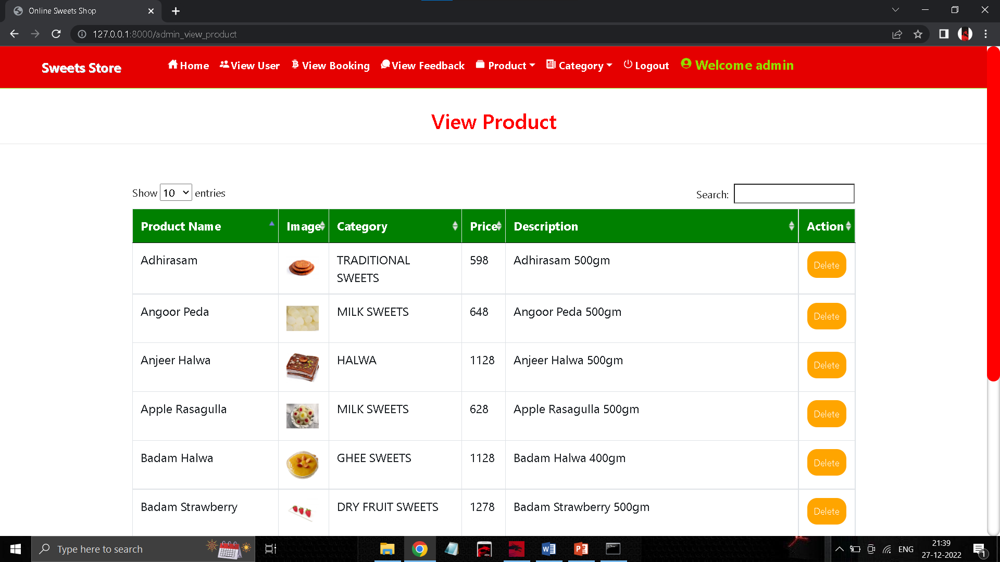 Online Sweets Shop
127.0.0.1:8000/admin_view_product
Sweets Store Home View User View Booking View Feedback Product Category Logout Welcome admin
View Product
Show 10 entries Search:
Product Name Image Category Price Description Action
Adhirasam TRADITIONAL SWEETS 598 Adhirasam 500gm Delete
Angoor Peda MILK SWEETS 648 Angoor Peda 500gm Delete
Anjeer Halwa HALWA 1128 Anjeer Halwa 500gm Delete
Apple Rasagulla MILK SWEETS 628 Apple Rasagulla 500gm Delete
Badam Halwa GHEE SWEETS 1128 Badam Halwa 400gm Delete
Badam Strawberry DRY FRUIT SWEETS 1278 Badam Strawberry 500gm Delete
Type here to search ENG 21:39
27-12-2022 1